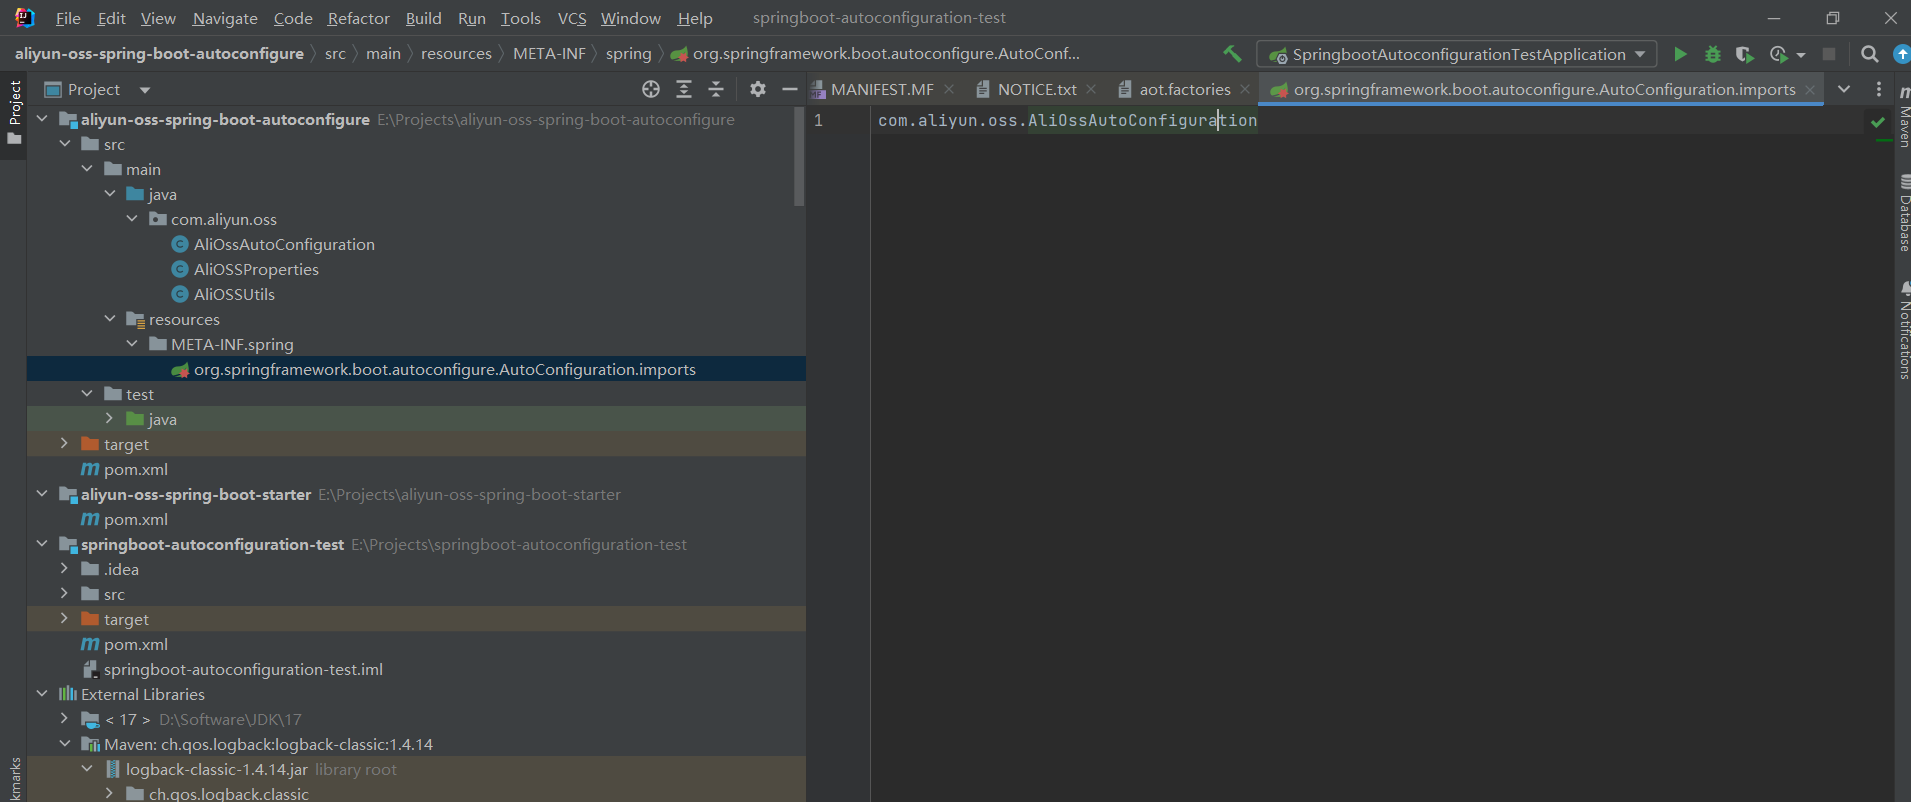 File Edit View Navigate Code Refactor Build Run Tools VCS Window Help springboot-autoconfiguration-test
aliyun-oss-spring-boot-autoconfigure src main resources META-INF spring org.springframework.boot.autoconfigure.AutoConf... SpringbootAutoconfigurationTestApplication
Project
MANIFEST.MF NOTICE.txt aot.factories org.springframework.boot.autoconfigure.AutoConfiguration.imports
aliyun-oss-spring-boot-autoconfigure E:\Projects\aliyun-oss-spring-boot-autoconfigure
src
main
java
com.aliyun.oss
AliOssAutoConfiguration
AliOSSProperties
AliOSSUtils
resources
META-INF.spring
org.springframework.boot.autoconfigure.AutoConfiguration.imports
test
java
target
pom.xml
aliyun-oss-spring-boot-starter E:\Projects\aliyun-oss-spring-boot-starter
pom.xml
springboot-autoconfiguration-test E:\Projects\springboot-autoconfiguration-test
.idea
src
target
pom.xml
springboot-autoconfiguration-test.iml
External Libraries
< 17 > D:\Software\JDK\17
Maven: ch.qos.logback:logback-classic:1.4.14
logback-classic-1.4.14.jar library root
ch.qos.logback.classic
1 com.aliyun.oss.AliOssAutoConfiguration
Project
kmarks
Maven
Database
Notifications